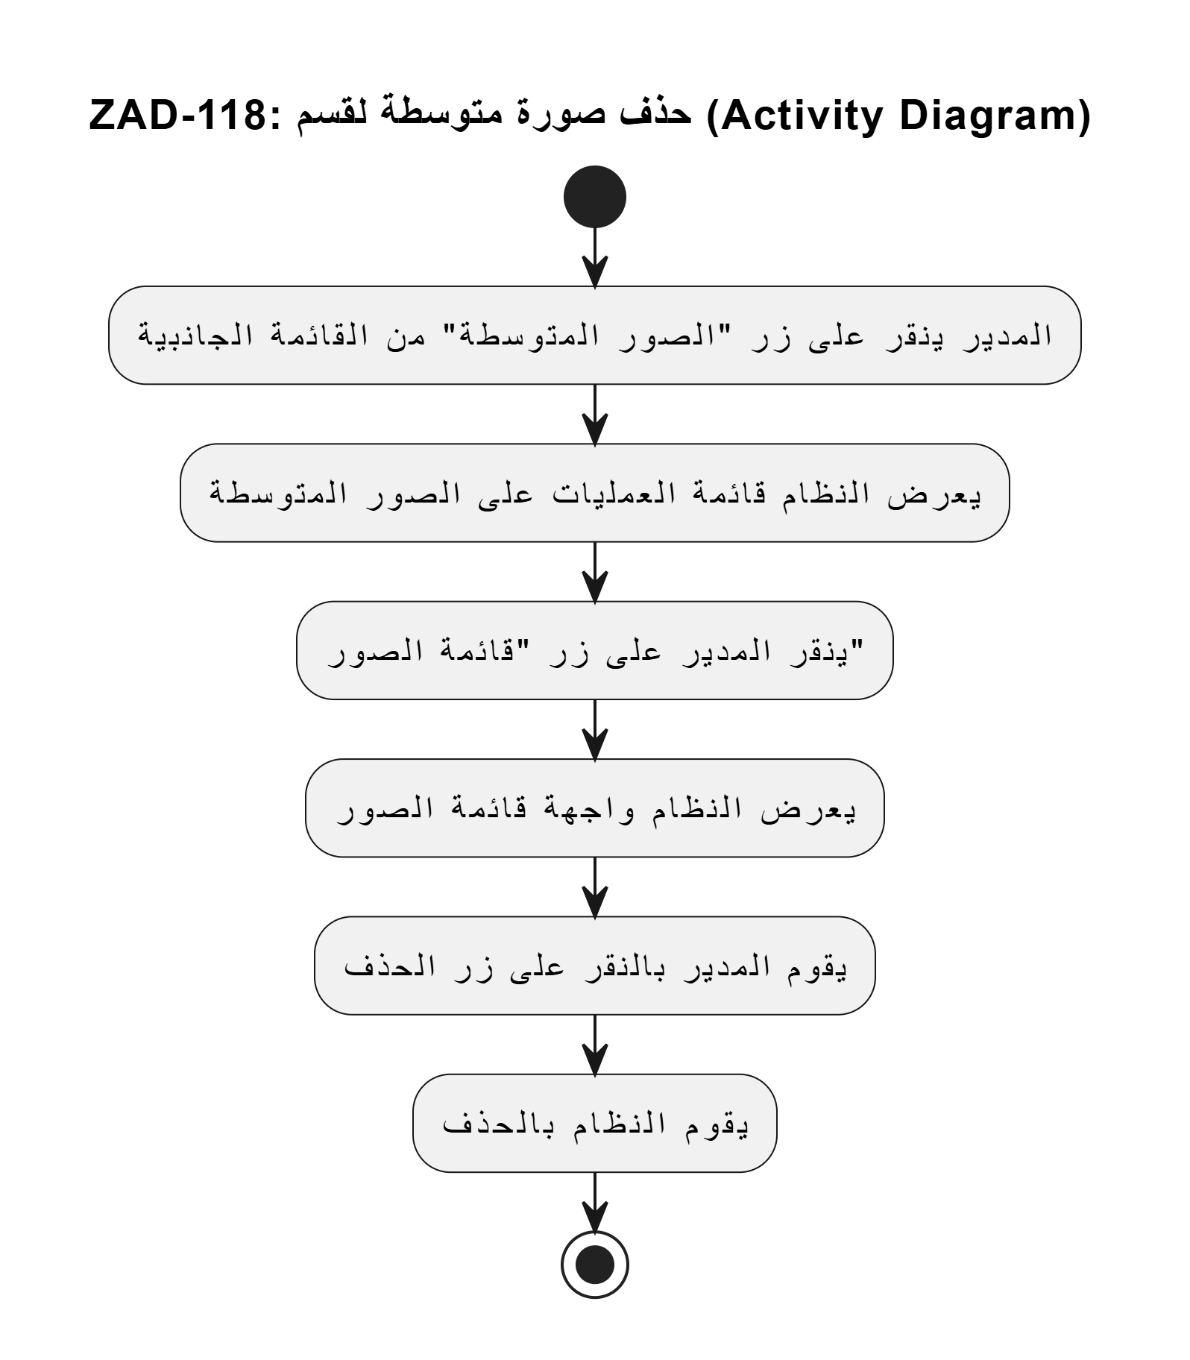 ZAD-118: حذف صورة متوسطة لقسم (Activity Diagram)
المدير ينقر على زر "الصور المتوسطة" من القائمة الجانبية
يعرض النظام قائمة العمليات على الصور المتوسطة
ينقر المدير على زر "قائمة الصور"
يعرض النظام واجهة قائمة الصور
يقوم المدير بالنقر على زر الحذف
يقوم النظام بالحذف